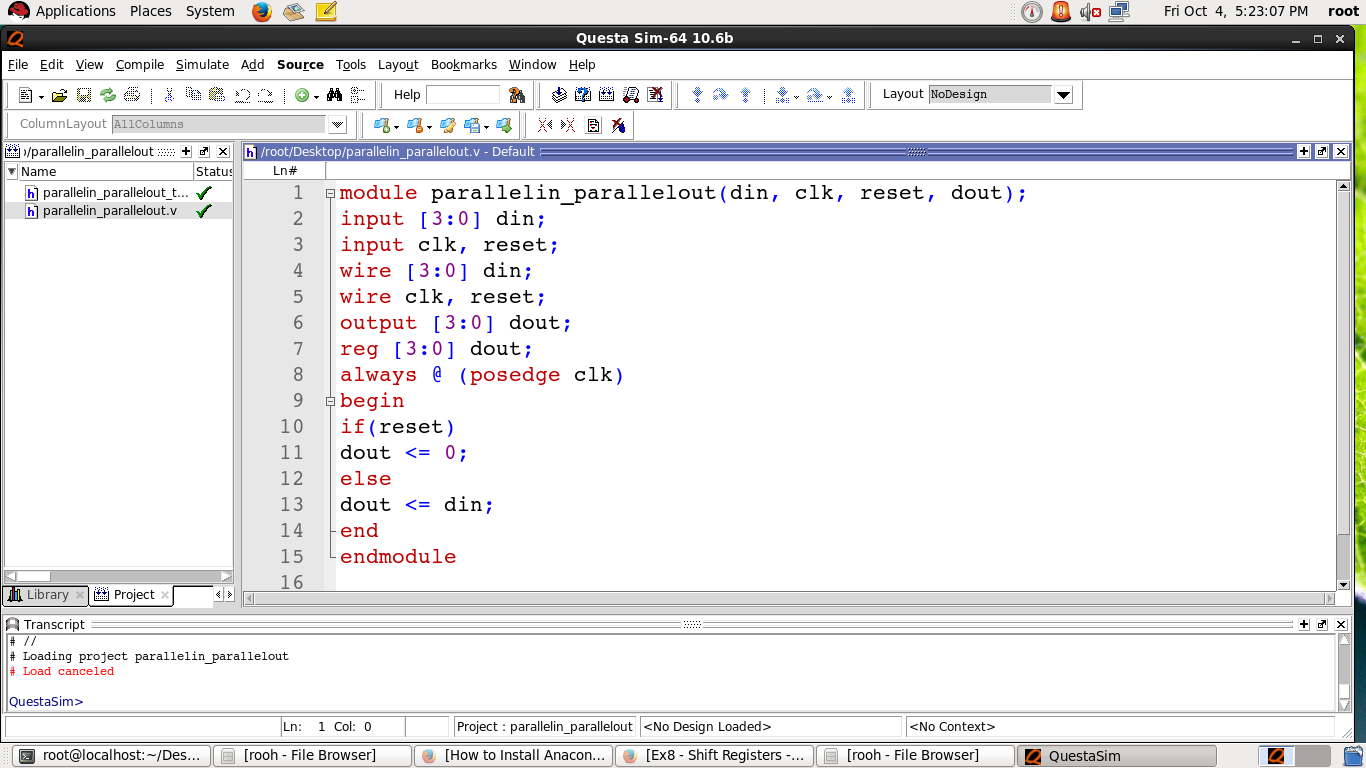 Applications Places System Fri Oct 4, 5:23:07 PM root
Questa Sim-64 10.6b
File Edit View Compile Simulate Add Source Tools Layout Bookmarks Window Help
Help Layout NoDesign
ColumnLayout AllColumns
)/parallelin_parallelout
/root/Desktop/parallelin_parallelout.v - Default
Name Status
Ln#
parallelin_parallelout_t...
parallelin_parallelout.v
1 module parallelin_parallelout(din, clk, reset, dout);
2 input [3:0] din;
3 input clk, reset;
4 wire [3:0] din;
5 wire clk, reset;
6 output [3:0] dout;
7 reg [3:0] dout;
8 always @ (posedge clk)
9 begin
10 if(reset)
11 dout <= 0;
12 else
13 dout <= din;
14 end
15 endmodule
16
Library Project
Transcript
# //
# Loading project parallelin_parallelout
# Load canceled
QuestaSim>
Ln: 1 Col: 0 Project : parallelin_parallelout <No Design Loaded> <No Context>
root@localhost:~/Des... [rooh - File Browser] [How to Install Anacon... [Ex8 - Shift Registers -... [rooh - File Browser] QuestaSim